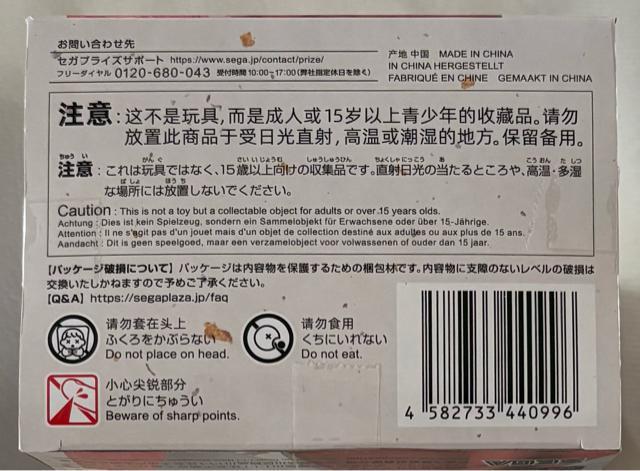 お問い合わせ先
セガプライズサポート https://www.sega.jp/contact/prize/
フリーダイヤル 0120-680-043 受付時間10:00~17:00(弊社指定休日を除く)
产地 中国 MADE IN CHINA
IN CHINA HERGESTELLT
FABRIQUÉ EN CHINE GEMAAKT IN CHINA
注意:这不是玩具,而是成人或15岁以上青少年的收藏品。请勿
放置此商品于受日光直射,高温或潮湿的地方。保留备用。
注意:これは玩具ではなく、15歳以上向けの収集品です。直射日光の当たるところや、高温・多湿
な場所には放置しないでください。
Caution : This is not a toy but a collectable object for adults or over 15 years olds.
Achtung : Dies ist kein Spielzeug, sondern ein Sammelobjekt für Erwachsene oder über 15-Jährige.
Attention : Il ne s'agit pas d'un jouet mais d'un objet de collection destiné aux adultes ou aux plus de 15 ans.
Aandacht : Dit is geen speelgoed, maar een verzamelobject voor volwassenen of ouder dan 15 jaar.
【パッケージ破損について】パッケージは内容物を保護するための梱包材です。内容物に支障のないレベルの破損は
交換いたしかねますので予めご了承ください。
【Q&A】https://segaplaza.jp/faq
请勿套在头上
ふくろをかぶらない
Do not place on head.
请勿食用
くちにいれない
Do not eat.
小心尖锐部分
とがりにちゅうい
Beware of sharp points.
4 582733 440996